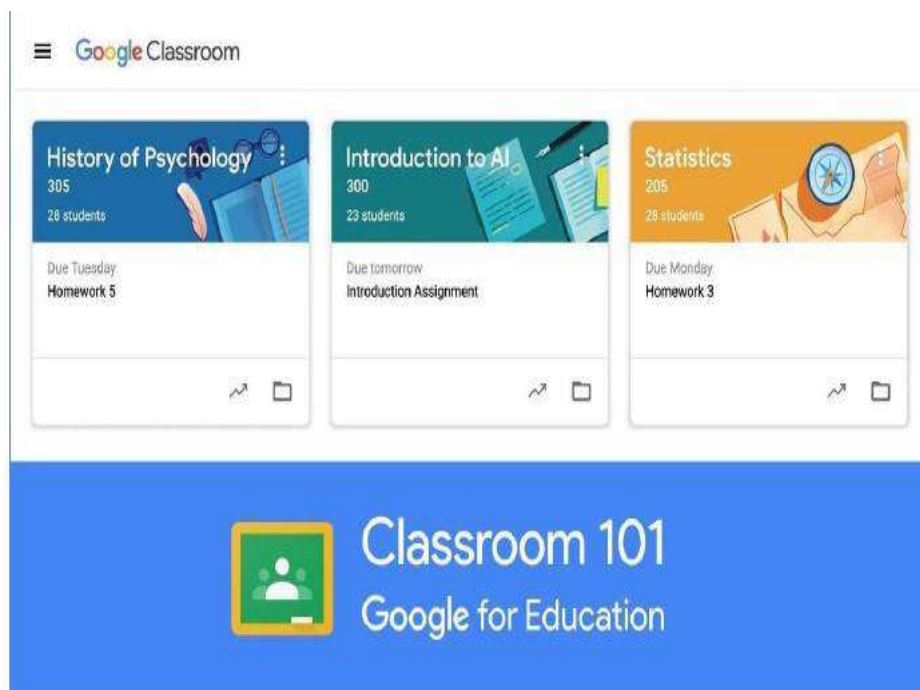 Google Classroom
History of Psychology
305
28 students
Due Tuesday
Homework 5
Introduction to AI
300
23 students
Due tomorrow
Introduction Assignment
Statistics
205
28 students
Due Monday
Homework 3
Classroom 101
Google for Education